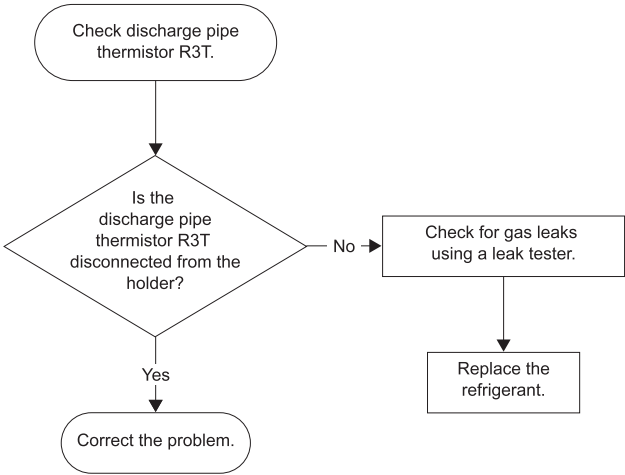 Check discharge pipe
thermistor R3T.
Is the
discharge pipe
thermistor R3T
disconnected from the
holder?
No
Check for gas leaks
using a leak tester.
Yes
Replace the
refrigerant.
Correct the problem.